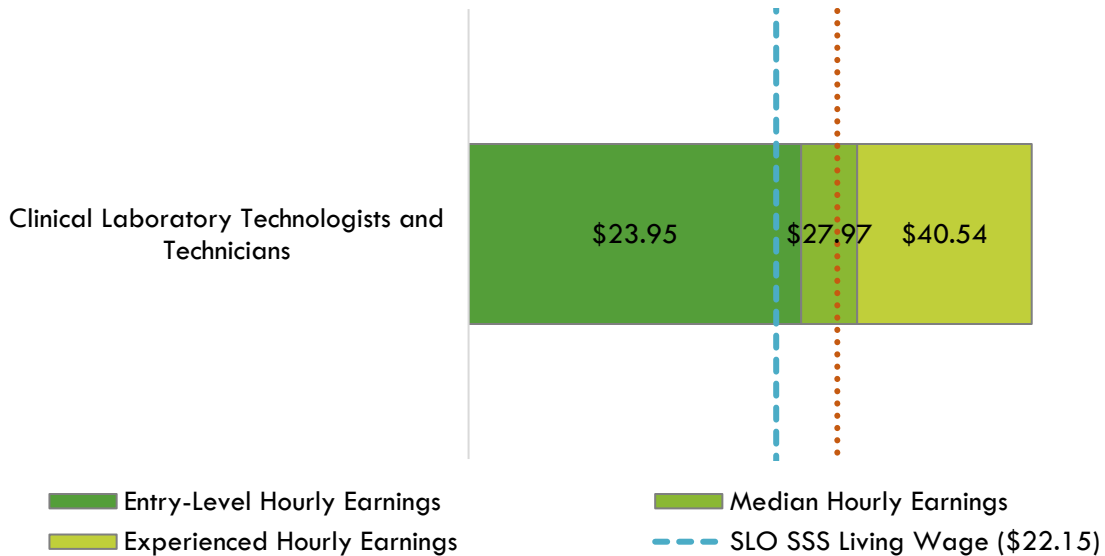 Clinical Laboratory Technologists and
Technicians
$23.95
$27.97
$40.54
Entry-Level Hourly Earnings
Median Hourly Earnings
Experienced Hourly Earnings
SLO SSS Living Wage ($22.15)